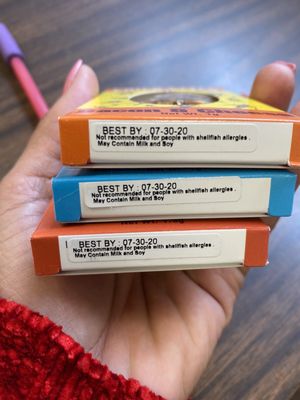 Net Wt.
BEST BY : 07-30-20
Not recommended for people with shellfish allergies .
May Contain Milk and Soy
BEST BY : 07-30-20
Not recommended for people with shellfish allergies .
May Contain Milk and Soy
BEST BY : 07-30-20
Not recommended for people with shellfish allergies .
May Contain Milk and Soy